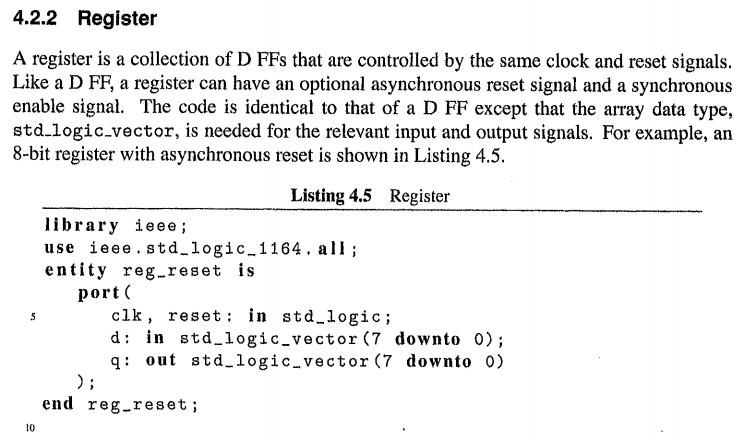 4.2.2 Register
A register is a collection of D FFs that are controlled by the same clock and reset signals.
Like a D FF, a register can have an optional asynchronous reset signal and a synchronous
enable signal. The code is identical to that of a D FF except that the array data type,
std_logic_vector, is needed for the relevant input and output signals. For example, an
8-bit register with asynchronous reset is shown in Listing 4.5.
Listing 4.5 Register
library ieee;
use ieee.std_logic_1164.all;
entity reg_reset is
port(
5 clk, reset: in std_logic;
d: in std_logic_vector(7 downto 0);
q: out std_logic_vector(7 downto 0)
);
end reg_reset;
10